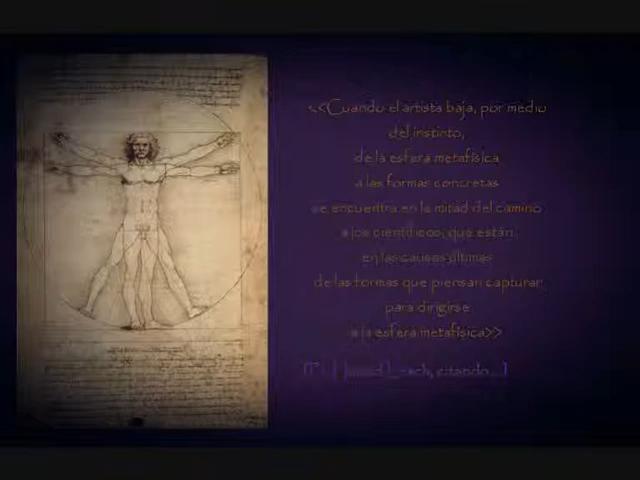 <<Cuando el artista baja, por medio
del instinto,
de la esfera metafísica
a las formas concretas
se encuentra en la mitad del camino
a los científicos, que están
en las causas últimas
de las formas que piensan capturar
para dirigirse
a la esfera metafísica>>
citando...]